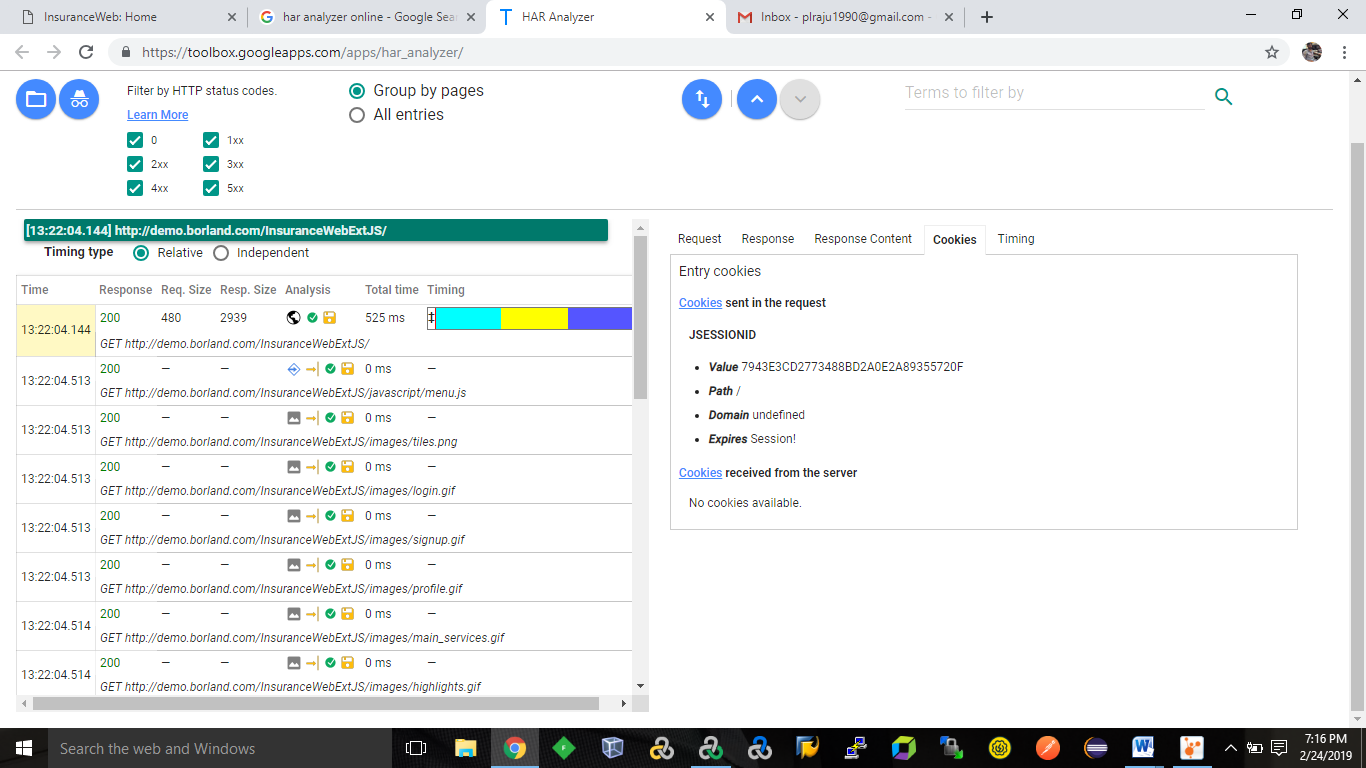 InsuranceWeb: Home
har analyzer online - Google Sear
HAR Analyzer
Inbox - plraju1990@gmail.com -
https://toolbox.googleapps.com/apps/har_analyzer/
Filter by HTTP status codes.
Learn More
0 1xx
2xx 3xx
4xx 5xx
Group by pages
All entries
Terms to filter by
[13:22:04.144] http://demo.borland.com/InsuranceWebExtJS/
Timing type Relative Independent
Time Response Req. Size Resp. Size Analysis Total time Timing
13:22:04.144 200 480 2939 525 ms
GET http://demo.borland.com/InsuranceWebExtJS/
13:22:04.513 200 — — 0 ms —
GET http://demo.borland.com/InsuranceWebExtJS/javascript/menu.js
13:22:04.513 200 — — 0 ms —
GET http://demo.borland.com/InsuranceWebExtJS/images/tiles.png
13:22:04.513 200 — — 0 ms —
GET http://demo.borland.com/InsuranceWebExtJS/images/login.gif
13:22:04.513 200 — — 0 ms —
GET http://demo.borland.com/InsuranceWebExtJS/images/signup.gif
13:22:04.513 200 — — 0 ms —
GET http://demo.borland.com/InsuranceWebExtJS/images/profile.gif
13:22:04.514 200 — — 0 ms —
GET http://demo.borland.com/InsuranceWebExtJS/images/main_services.gif
13:22:04.514 200 — — 0 ms —
GET http://demo.borland.com/InsuranceWebExtJS/images/highlights.gif
Request Response Response Content Cookies Timing
Entry cookies
Cookies sent in the request
JSESSIONID
Value 7943E3CD2773488BD2A0E2A89355720F
Path /
Domain undefined
Expires Session!
Cookies received from the server
No cookies available.
Search the web and Windows
7:16 PM
2/24/2019